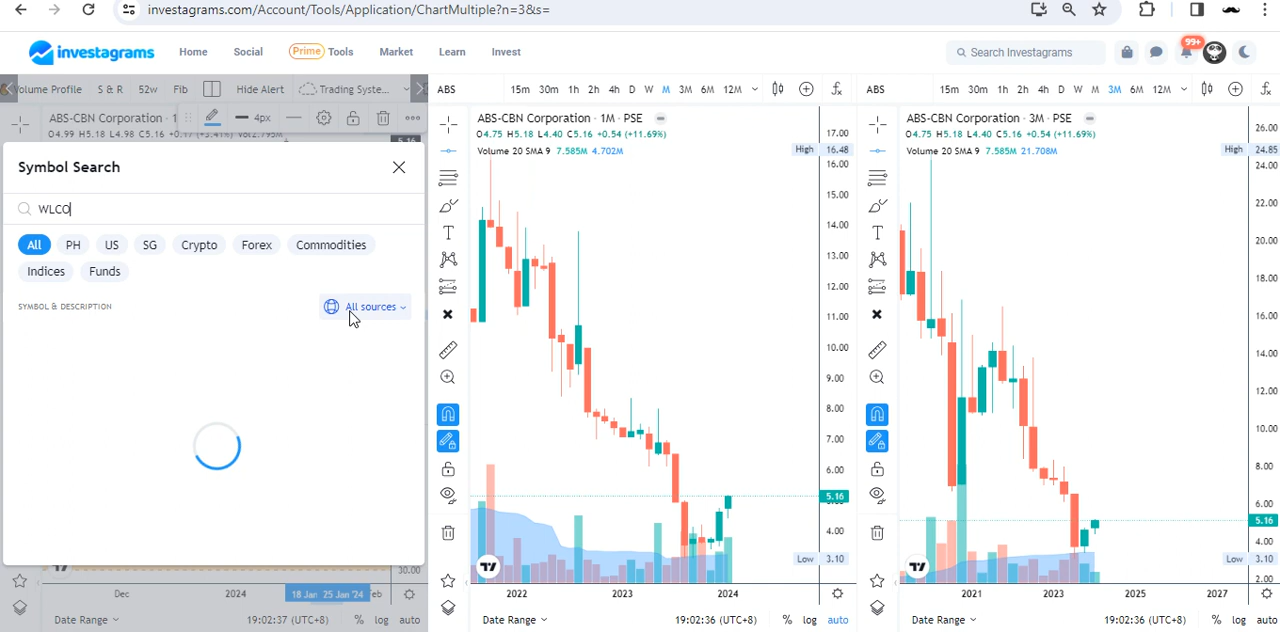 investagrams.com/Account/Tools/Application/ChartMultiple?n=3&s=
investagrams
Home
Social
Prime Tools
Market
Learn
Invest
Search Investagrams
99+
Volume Profile
S & R
52w
Fib
Hide Alert
Trading Syste...
4px
ABS-CBN Corporation · 1
O4.99 H5.18 L4.98 C5.16
5.16
Symbol Search
WLCO
All
PH
US
SG
Crypto
Forex
Commodities
Indices
Funds
SYMBOL & DESCRIPTION
All sources
30.00
Dec
2024
18 Jan
25 Jan '24
Date Range
19:02:37 (UTC+8)
%
log
auto
ABS
15m
30m
1h
2h
4h
D
W
M
3M
6M
12M
ABS-CBN Corporation · 1M · PSE
O4.75 H5.18 L4.40 C5.16 +0.54 (+11.69%)
Volume 20 SMA 9 7.585M 4.702M
17.00
High 16.48
16.00
15.00
14.00
13.00
12.00
11.00
10.00
9.00
8.00
7.00
6.00
5.16
4.00
Low 3.10
2022
2023
2024
Date Range
19:02:36 (UTC+8)
%
log
auto
ABS
15m
30m
1h
2h
4h
D
W
M
3M
6M
12M
ABS-CBN Corporation · 3M · PSE
O4.75 H5.18 L4.40 C5.16 +0.54 (+11.69%)
Volume 20 SMA 9 7.585M 21.708M
26.00
High 24.85
24.00
22.00
20.00
18.00
16.00
14.00
12.00
10.00
8.00
6.00
5.16
4.00
Low 3.10
2.00
2021
2023
2025
2027
Date Range
19:02:36 (UTC+8)
%
log
auto